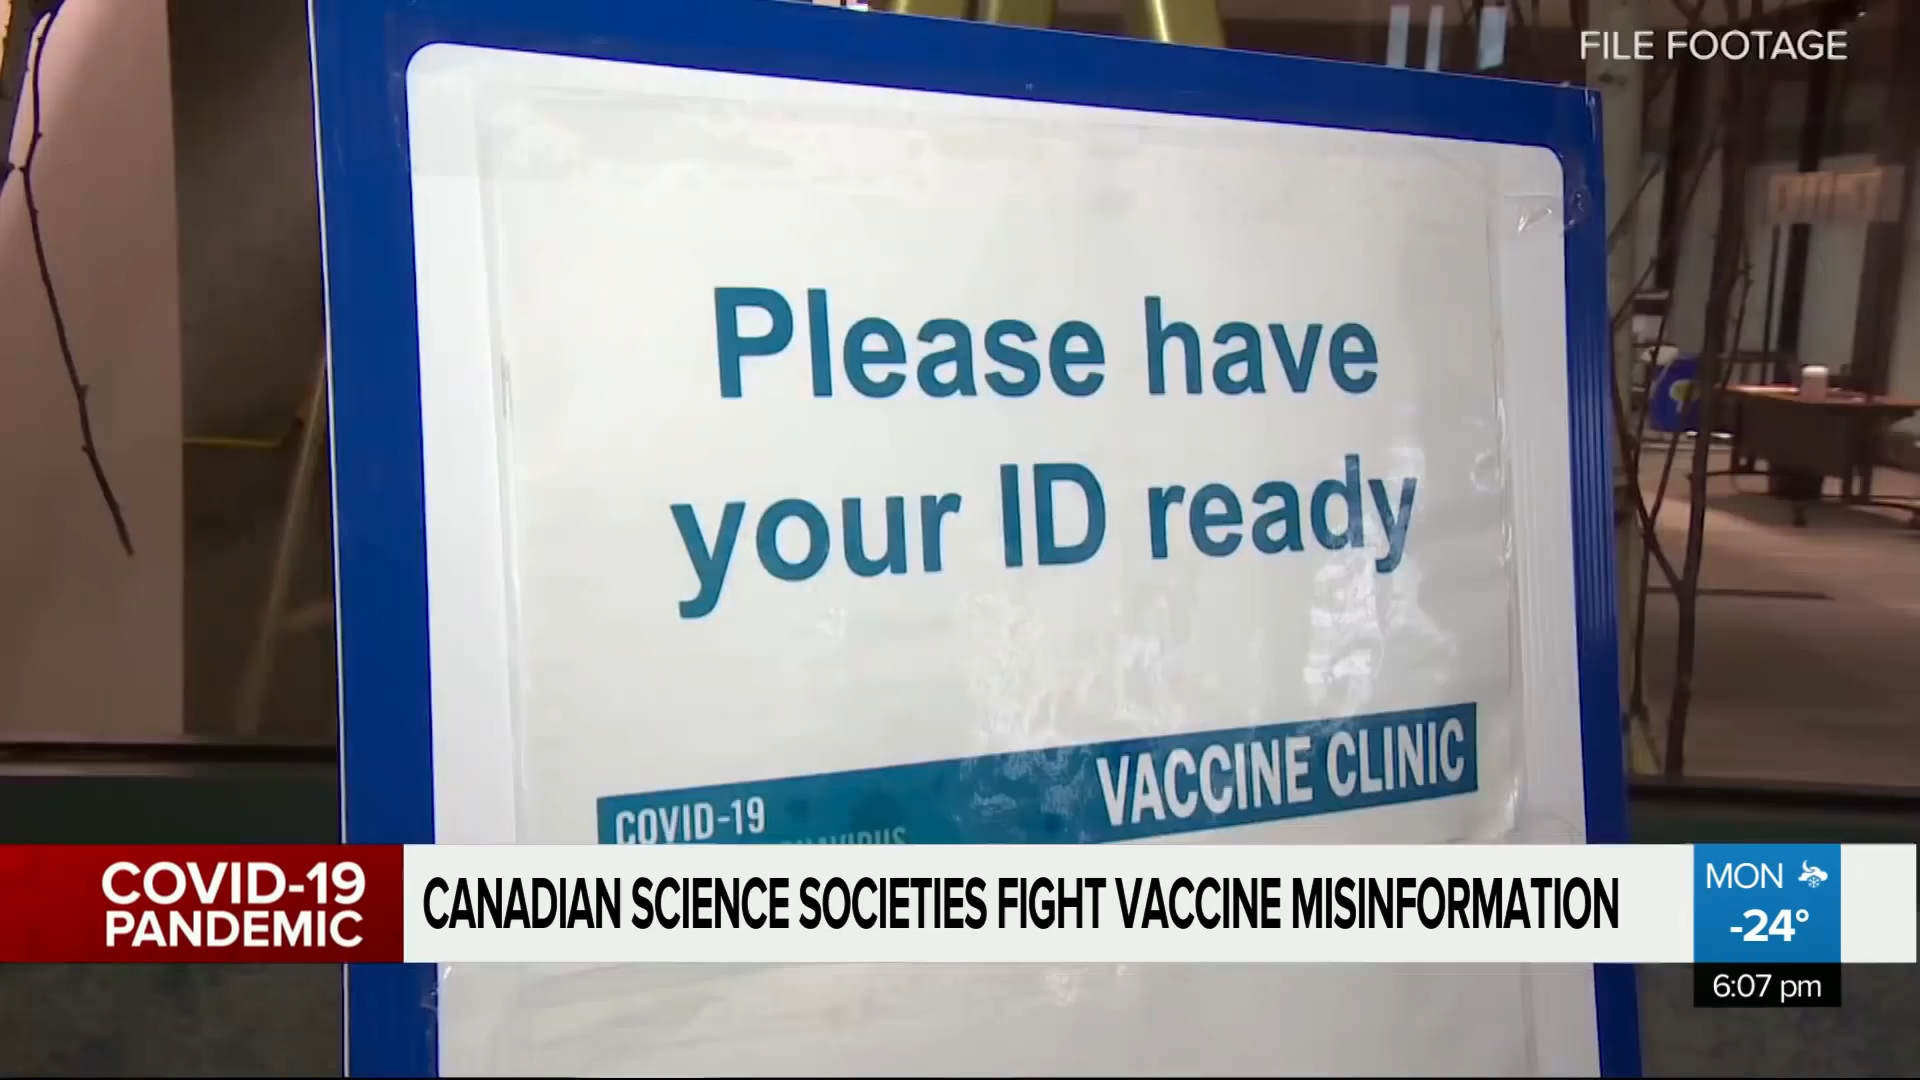 FILE FOOTAGE
Please have
your ID ready
VACCINE CLINIC
COVID-19
COVID-19
PANDEMIC
CANADIAN SCIENCE SOCIETIES FIGHT VACCINE MISINFORMATION
MON
-24°
6:07 pm